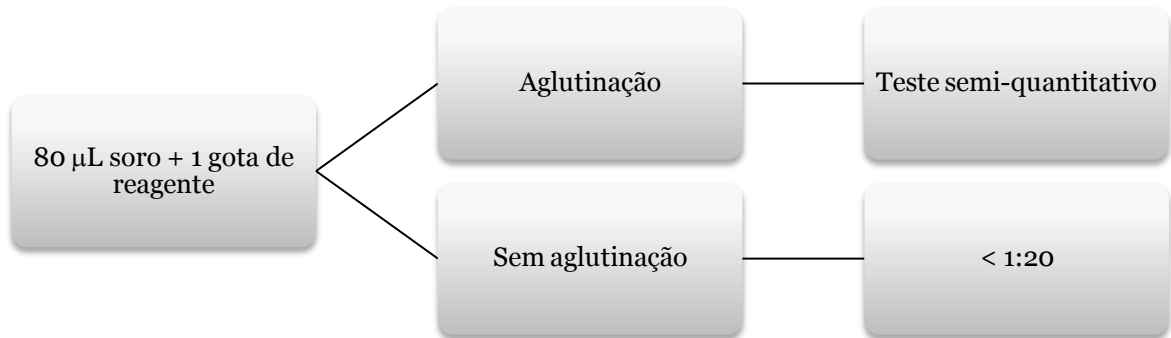 80 μL soro + 1 gota de
reagente
Aglutinação
Teste semi-quantitativo
Sem aglutinação
< 1:20